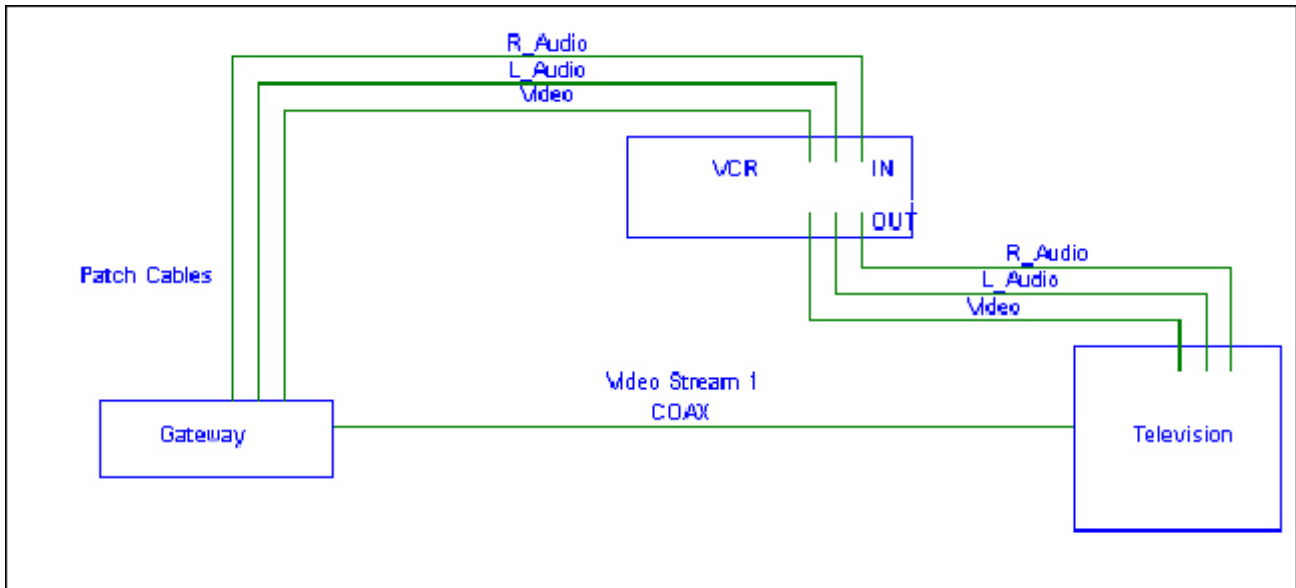 R_Audio
L_Audio
Video
VCR
IN
OUT
Patch Cables
R_Audio
L_Audio
Video
Video Stream 1
COAX
Gateway
Television